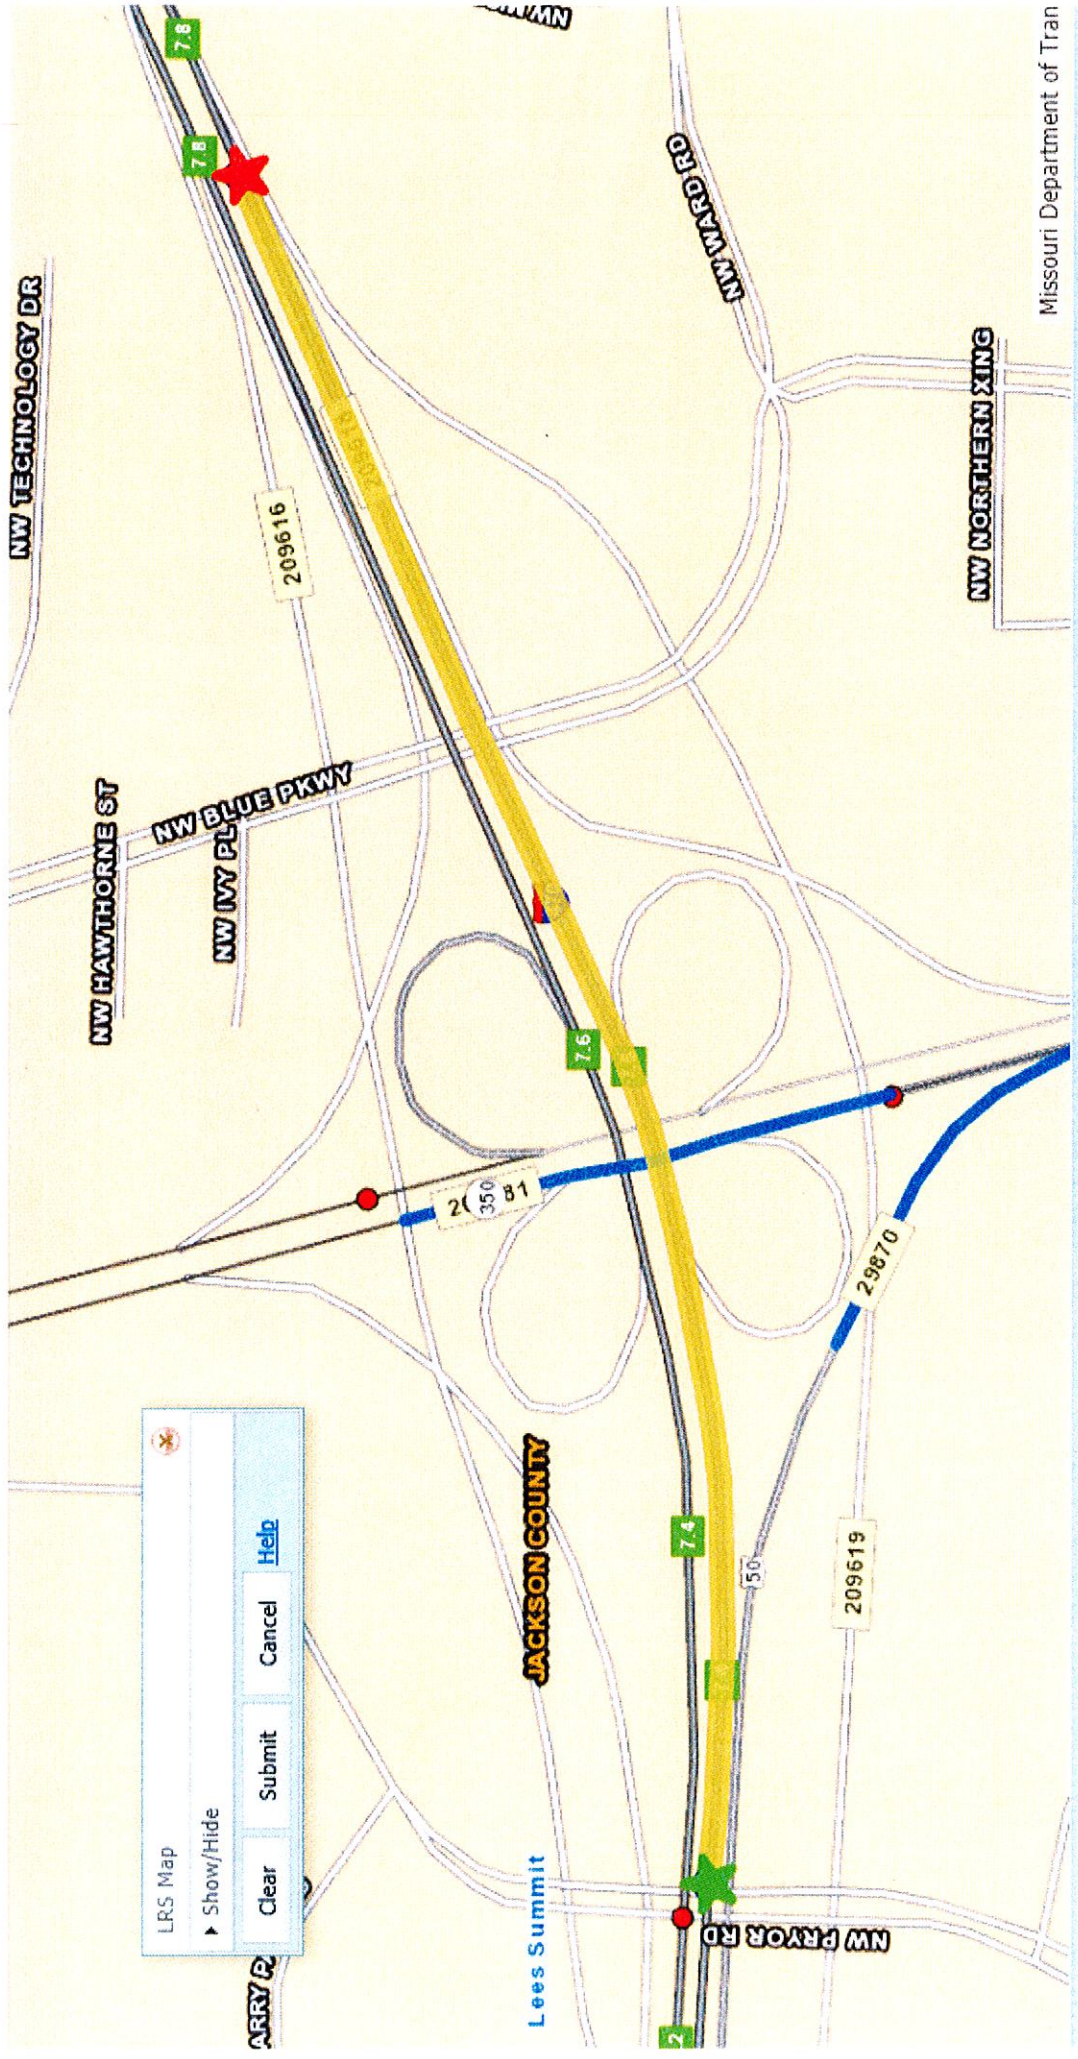 LRS Map
Show/Hide
Clear Submit Cancel Help
NW TECHNOLOGY DR
NW HAWTHORNE ST
NW BLUE PKWY
NW IVY PL
209616
7.8
7.8
NW WARD RD
NW NORTHERN XING
7.6
350
JACKSON COUNTY
29870
7.4
50
209619
Lees Summit
NW PRYOR RD
Missouri Department of Tran